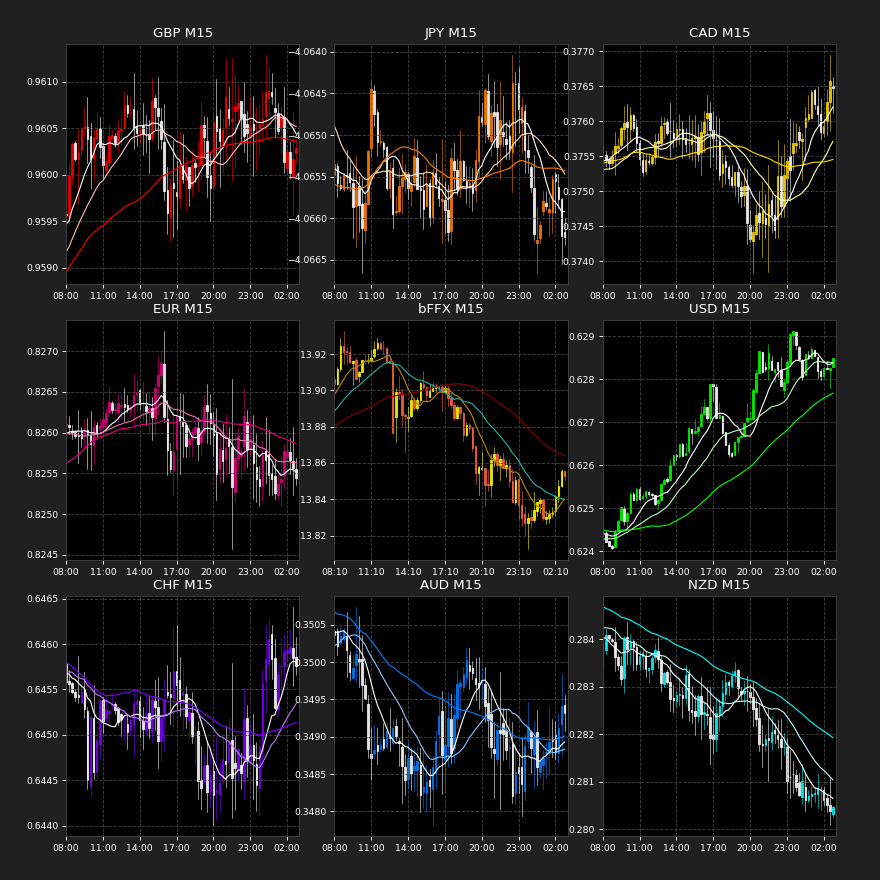 GBP M15
0.9610
0.9605
0.9600
0.9595
0.9590
08:00 11:00 14:00 17:00 20:00 23:00 02:00
JPY M15
−4.0640
−4.0645
−4.0650
−4.0655
−4.0660
−4.0665
08:00 11:00 14:00 17:00 20:00 23:00 02:00
CAD M15
0.3770
0.3765
0.3760
0.3755
0.3750
0.3745
0.3740
08:00 11:00 14:00 17:00 20:00 23:00 02:00
EUR M15
0.8270
0.8265
0.8260
0.8255
0.8250
0.8245
08:00 11:00 14:00 17:00 20:00 23:00 02:00
bFFX M15
13.92
13.90
13.88
13.86
13.84
13.82
08:10 11:10 14:10 17:10 20:10 23:10 02:10
USD M15
0.629
0.628
0.627
0.626
0.625
0.624
08:00 11:00 14:00 17:00 20:00 23:00 02:00
CHF M15
0.6465
0.6460
0.6455
0.6450
0.6445
0.6440
08:00 11:00 14:00 17:00 20:00 23:00 02:00
AUD M15
0.3505
0.3500
0.3495
0.3490
0.3485
0.3480
08:00 11:00 14:00 17:00 20:00 23:00 02:00
NZD M15
0.284
0.283
0.282
0.281
0.280
08:00 11:00 14:00 17:00 20:00 23:00 02:00